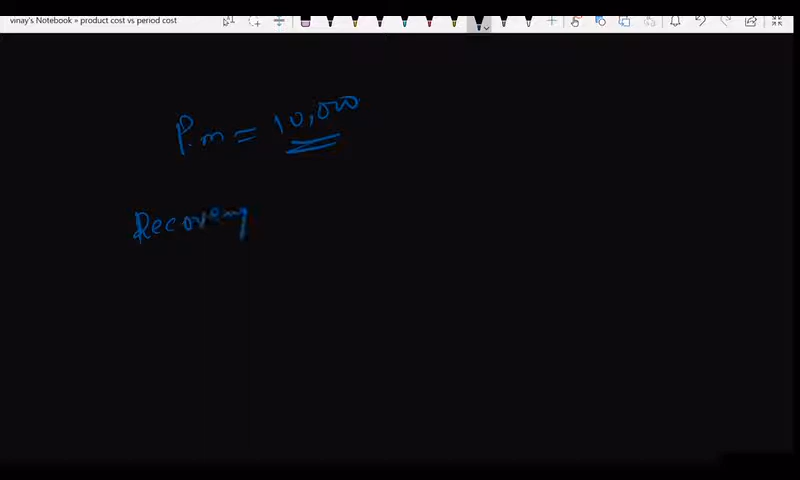 vinay's Notebook » product cost vs period cost
P.m = 10,000
Recovery